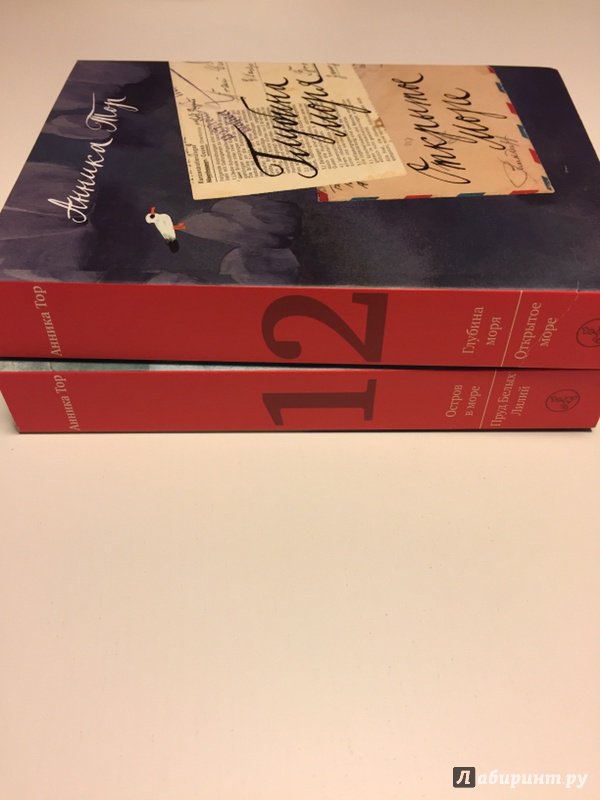 Анника Тор
Глубина
моря
Открытое
море
Анника Тор
2
Глубина
моря
Открытое
море
Анника Тор
1
Остров
в море
Пруд Белых
Лилий
Лабиринт.ру